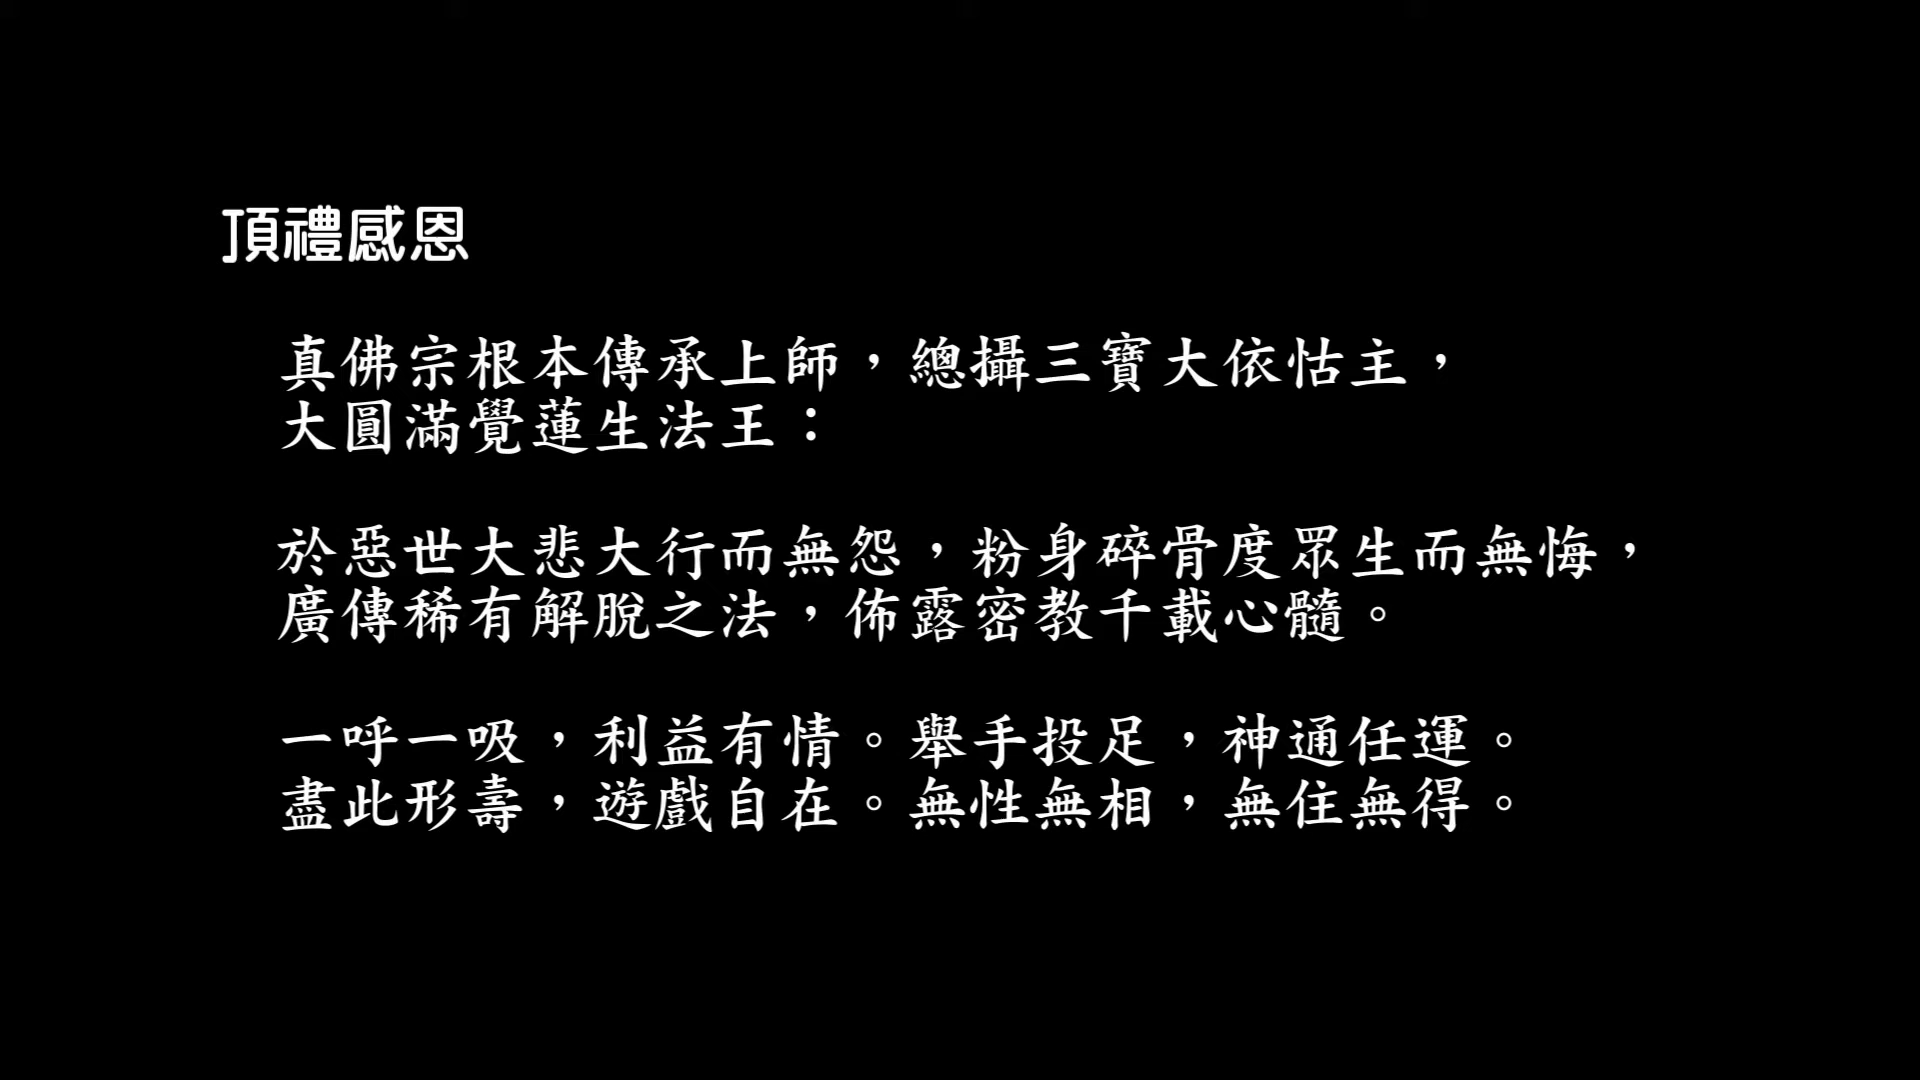 頂禮感恩
真佛宗根本傳承上師，總攝三寶大依怙主，
大圓滿覺蓮生法王：
於惡世大悲大行而無怨，粉身碎骨度眾生而無悔，
廣傳稀有解脫之法，佈露密教千載心髓。
一呼一吸，利益有情。舉手投足，神通任運。
盡此形壽，遊戲自在。無性無相，無住無得。